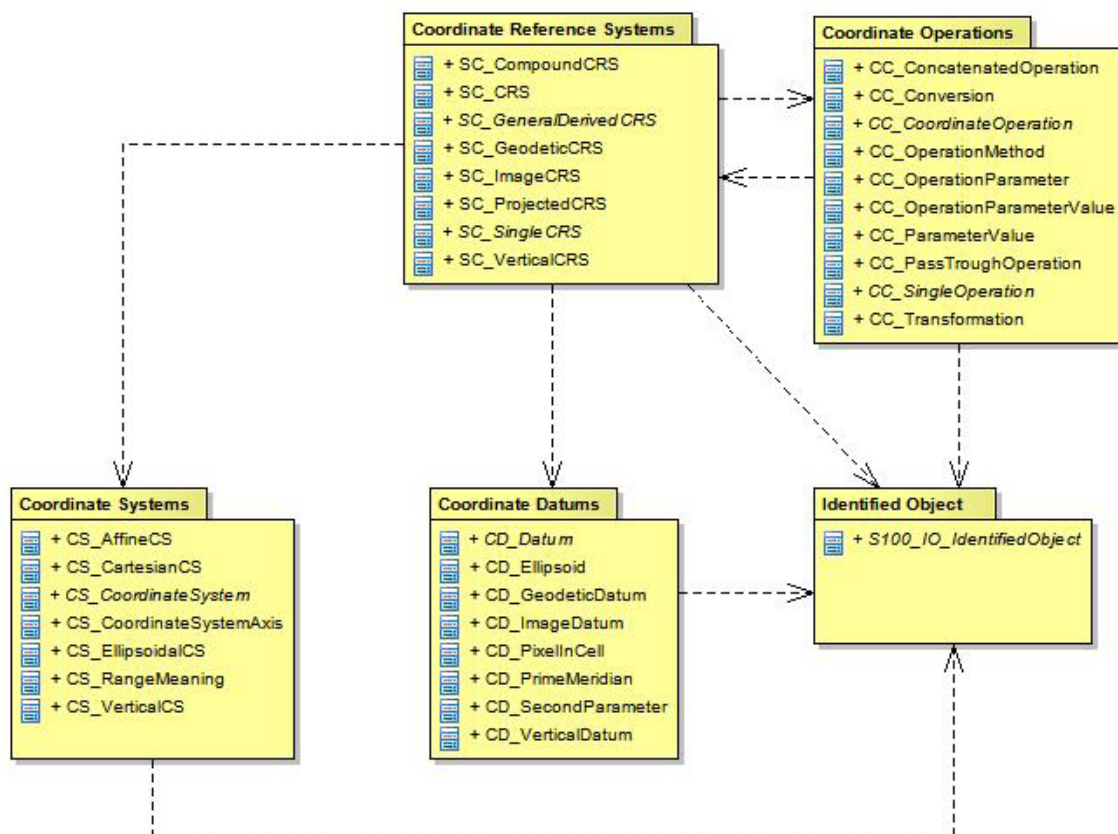 Coordinate Reference Systems
+ SC_CompoundCRS
+ SC_CRS
+ SC_GeneralDerivedCRS
+ SC_GeodeticCRS
+ SC_ImageCRS
+ SC_ProjectedCRS
+ SC_SingleCRS
+ SC_VerticalCRS
Coordinate Operations
+ CC_ConcatenatedOperation
+ CC_Conversion
+ CC_CoordinateOperation
+ CC_OperationMethod
+ CC_OperationParameter
+ CC_OperationParameterValue
+ CC_ParameterValue
+ CC_PassTroughOperation
+ CC_SingleOperation
+ CC_Transformation
Coordinate Systems
+ CS_AffineCS
+ CS_CartesianCS
+ CS_CoordinateSystem
+ CS_CoordinateSystemAxis
+ CS_EllipsoidalCS
+ CS_RangeMeaning
+ CS_VerticalCS
Coordinate Datums
+ CD_Datum
+ CD_Ellipsoid
+ CD_GeodeticDatum
+ CD_ImageDatum
+ CD_PixelInCell
+ CD_PrimeMeridian
+ CD_SecondParameter
+ CD_VerticalDatum
Identified Object
+ S100_IO_IdentifiedObject